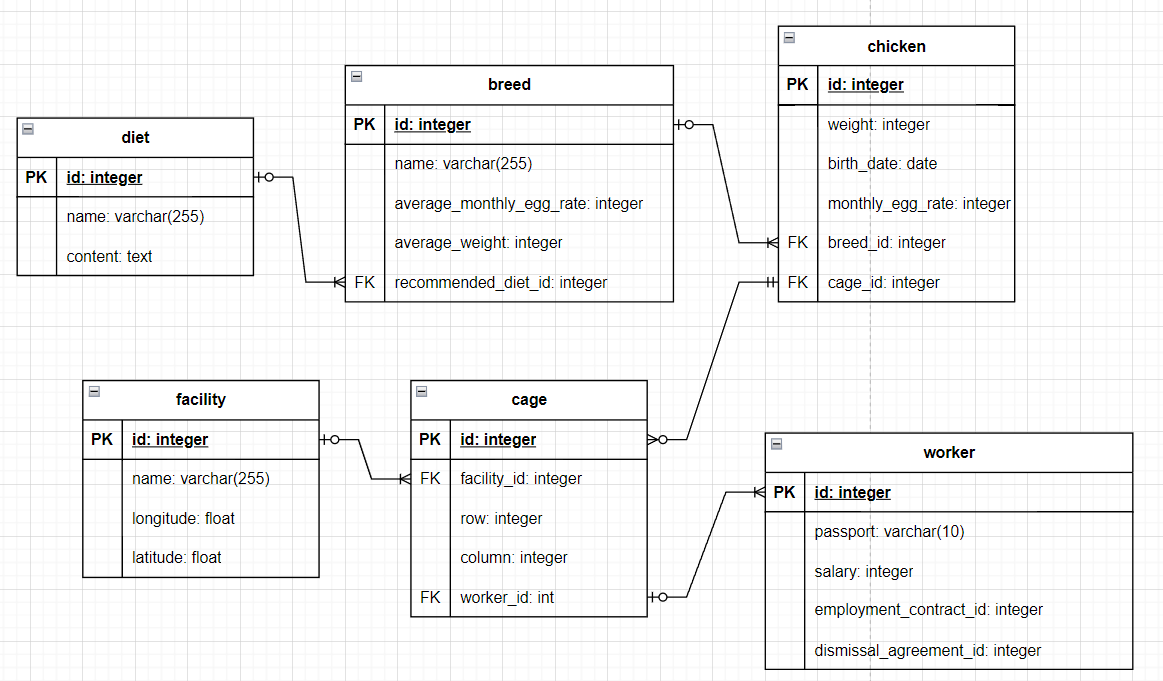 diet
PK id: integer
name: varchar(255)
content: text
breed
PK id: integer
name: varchar(255)
average_monthly_egg_rate: integer
average_weight: integer
FK recommended_diet_id: integer
chicken
PK id: integer
weight: integer
birth_date: date
monthly_egg_rate: integer
FK breed_id: integer
FK cage_id: integer
facility
PK id: integer
name: varchar(255)
longitude: float
latitude: float
cage
PK id: integer
FK facility_id: integer
row: integer
column: integer
FK worker_id: int
worker
PK id: integer
passport: varchar(10)
salary: integer
employment_contract_id: integer
dismissal_agreement_id: integer